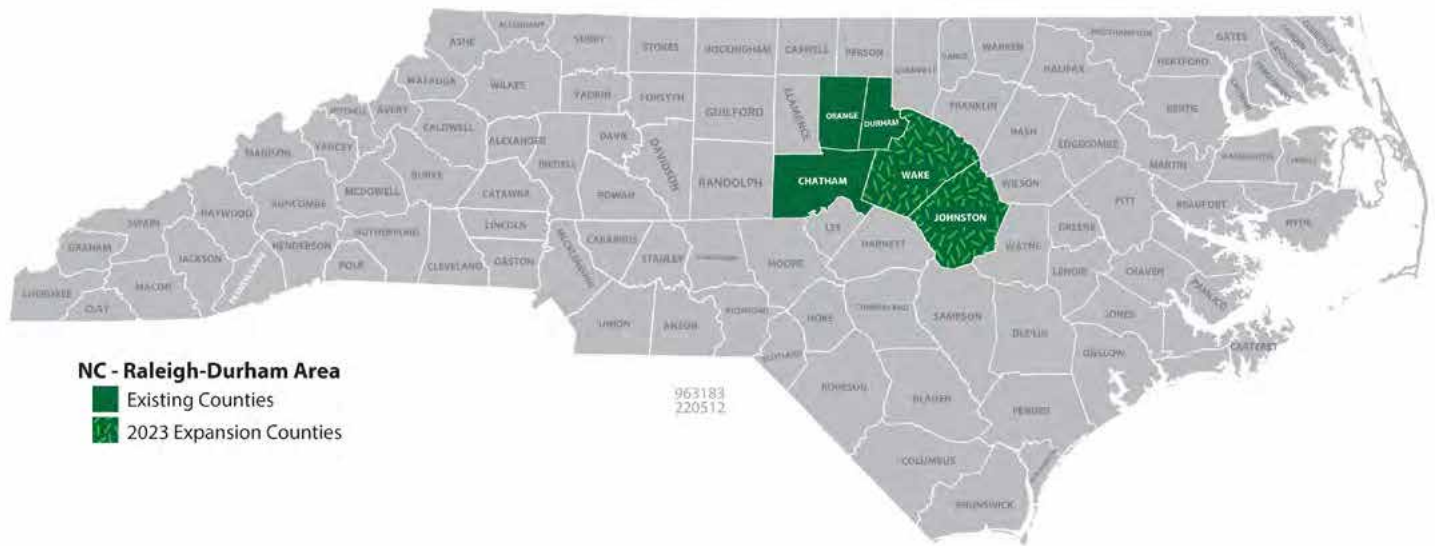 ASHE
SURRY
STOKES
ROCKINGHAM
CASWELL
PERSON
WARREN
GATES
HERTFORD
HALIFAX
WATAUGA
WILKES
YADKIN
FORSYTH
GUILFORD
ORANGE
DURHAM
FRANKLIN
NASH
BERTIE
AVERY
CALDWELL
ALEXANDER
DAVIE
DAVIDSON
IREDELL
EDGECOMBE
MADISON
YANCEY
MARTIN
BURKE
MCDOWELL
CATAWBA
ROWAN
RANDOLPH
CHATHAM
WAKE
WILSON
PITT
BEAUFORT
HYDE
BUNCOMBE
HAYWOOD
SWAIN
JOHNSTON
GRAHAM
JACKSON
HENDERSON
RUTHERFORD
LINCOLN
LEE
HARNETT
WAYNE
GREENE
CABARRUS
STANLEY
MOORE
POLK
CLEVELAND
GASTON
MECKLENBURG
LENOIR
CRAVEN
PAMLICO
CHEROKEE
MACON
CLAY
UNION
ANSON
RICHMOND
HOKE
SAMPSON
DUPLIN
JONES
ONSLOW
CARTERET
BLADEN
COLUMBUS
BRUNSWICK
NC - Raleigh-Durham Area
Existing Counties
2023 Expansion Counties
963183
220512